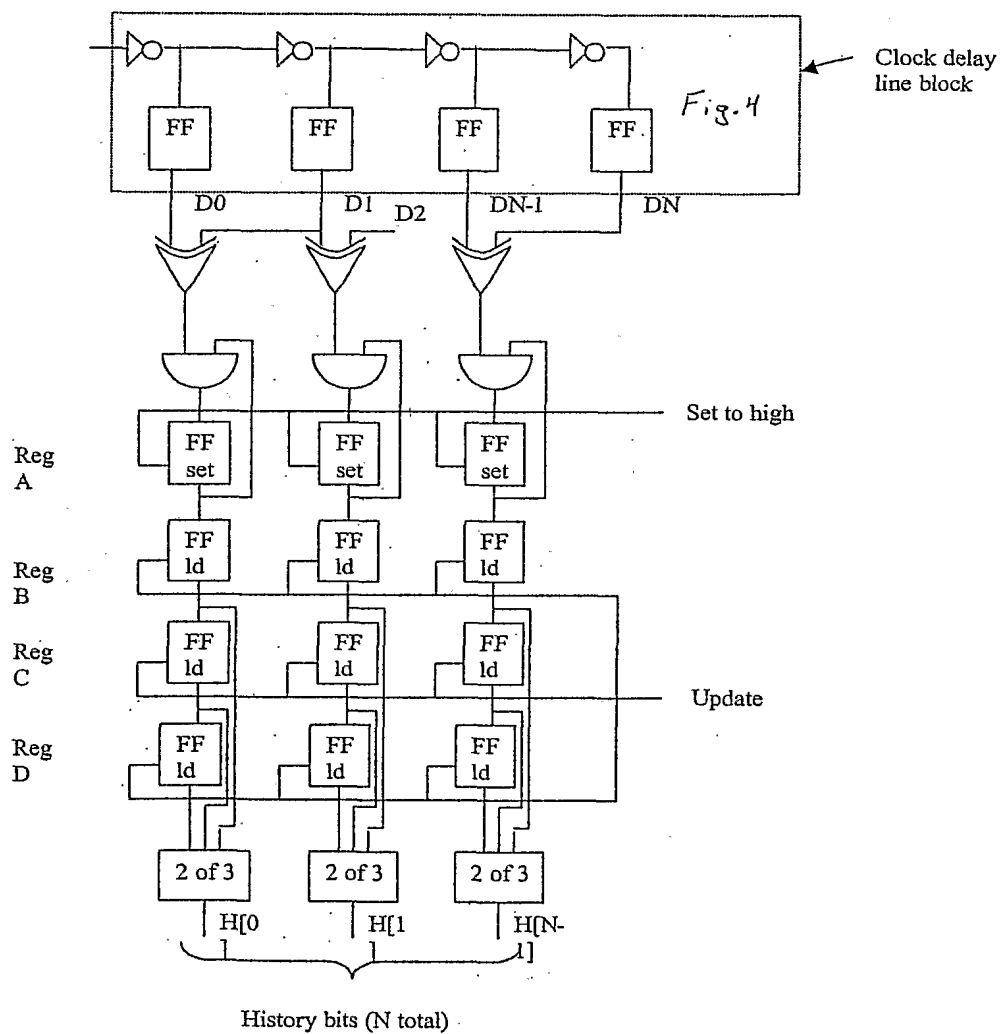 Clock delay
line block
Fig. 4
FF FF FF FF
D0 D1 D2 DN-1 DN
Set to high
Reg
A
FF
set
FF
set
FF
set
Reg
B
FF
ld
FF
ld
FF
ld
Reg
C
FF
ld
FF
ld
FF
ld
Update
Reg
D
FF
ld
FF
ld
FF
ld
2 of 3 2 of 3 2 of 3
H[0
]
H[1
]
H[N-
1]
History bits (N total)